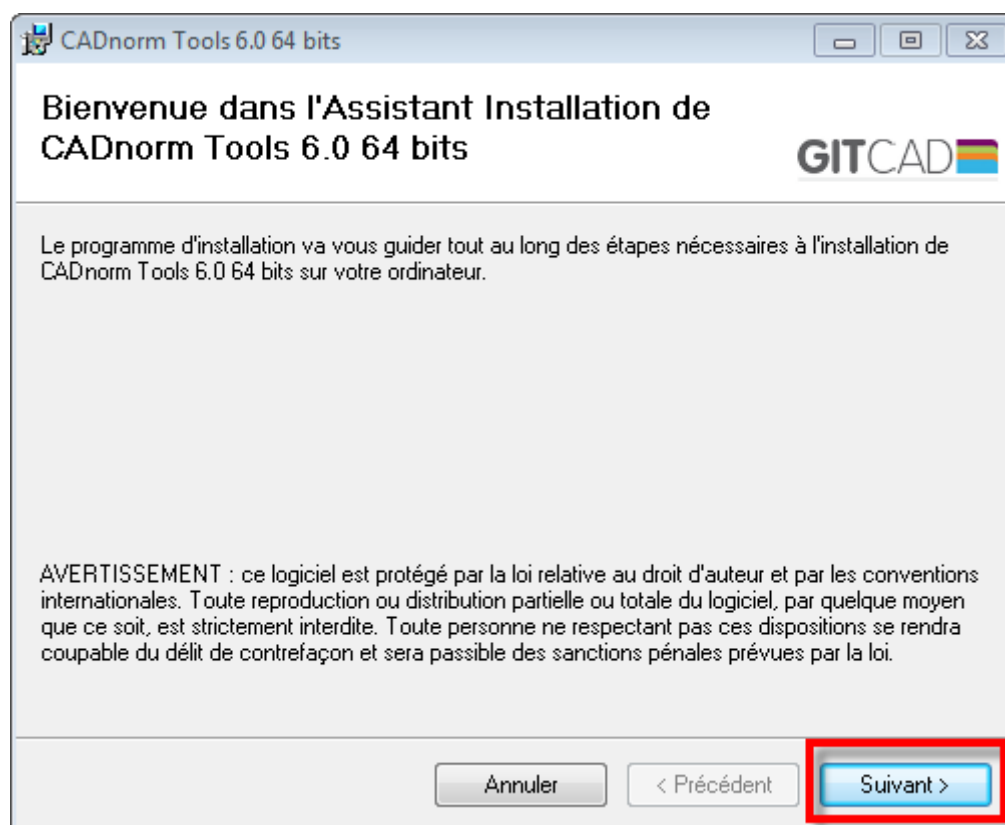 CADnorm Tools 6.0 64 bits
Bienvenue dans l'Assistant Installation de
CADnorm Tools 6.0 64 bits
GITCAD
Le programme d'installation va vous guider tout au long des étapes nécessaires à l'installation de
CADnorm Tools 6.0 64 bits sur votre ordinateur.
AVERTISSEMENT : ce logiciel est protégé par la loi relative au droit d'auteur et par les conventions
internationales. Toute reproduction ou distribution partielle ou totale du logiciel, par quelque moyen
que ce soit, est strictement interdite. Toute personne ne respectant pas ces dispositions se rendra
coupable du délit de contrefaçon et sera passible des sanctions pénales prévues par la loi.
Annuler
< Précédent
Suivant >